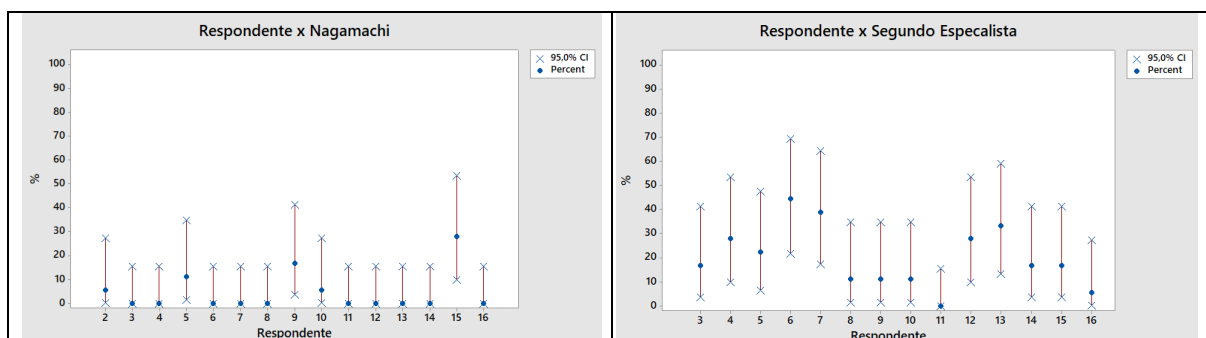 Respondente x Nagamachi
95,0% CI
Percent
100
90
80
70
60
50
40
30
20
10
0
%
2 3 4 5 6 7 8 9 10 11 12 13 14 15 16
Respondente
Respondente x Segundo Especalista
95,0% CI
Percent
100
90
80
70
60
50
40
30
20
10
0
%
3 4 5 6 7 8 9 10 11 12 13 14 15 16
Respondente